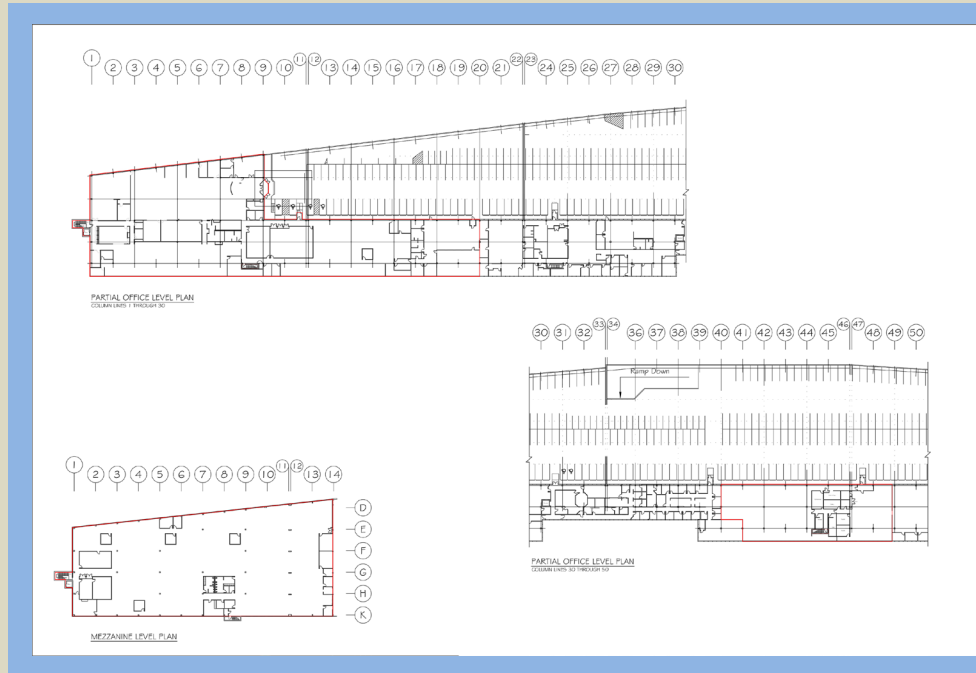 1 2 3 4 5 6 7 8 9 10 11 12 13 14 15 16 17 18 19 20 21 22 23 24 25 26 27 28 29 30
PARTIAL OFFICE LEVEL PLAN
COLUMN LINES 1 THROUGH 30
30 31 32 33 34 36 37 38 39 40 41 42 43 44 45 46 47 48 49 50
Ramp Down
PARTIAL OFFICE LEVEL PLAN
COLUMN LINES 30 THROUGH 50
1 2 3 4 5 6 7 8 9 10 11 12 13 14
D
E
F
G
H
K
MEZZANINE LEVEL PLAN